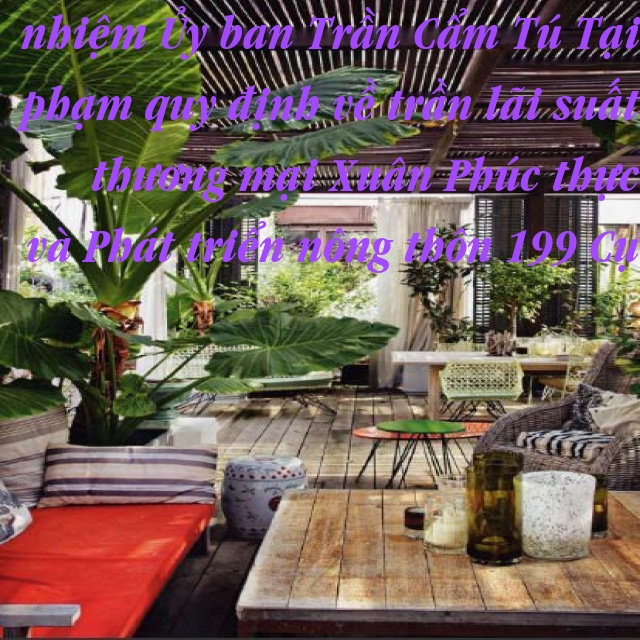 nhiệm Ủy ban Trần Cẩm Tú Tại
phạm quy định về trần lãi suất
thương mại Xuân Phúc thực
và Phát triển nông thôn 199 Cụ